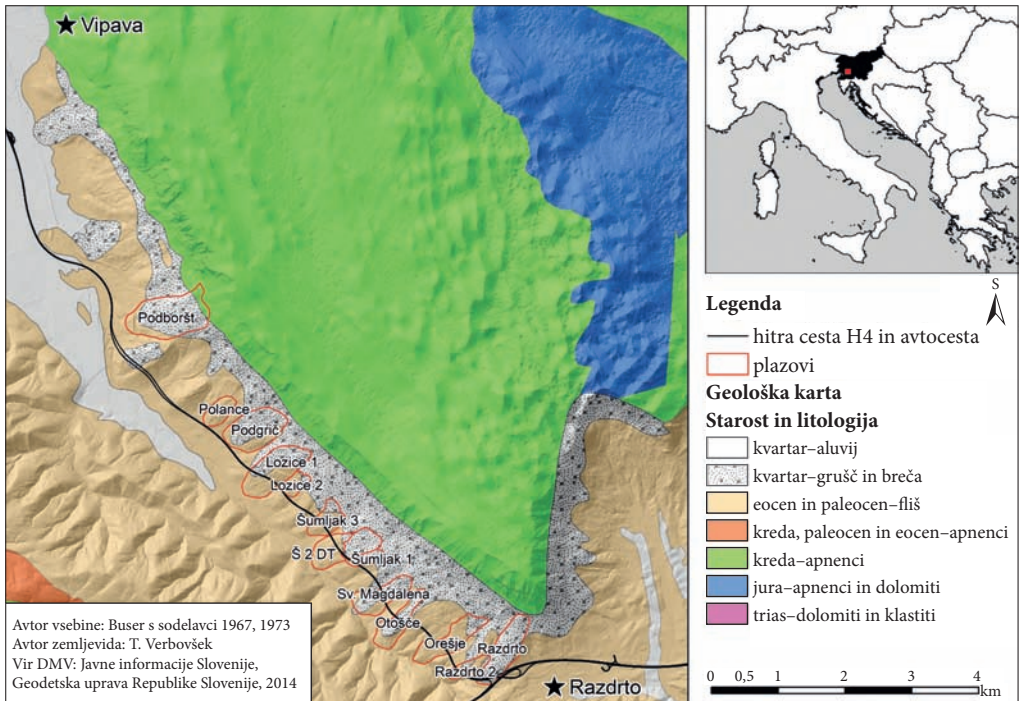 Vipava
Podboršt
Polance
Podgrič
Lozice 1
Lozice 2
Šumljak 3
Š 2 DT
Šumljak 1
Sv. Magdalena
Otošče
Orešje
Razdrto
Razdrto 2
Razdrto
Avtor vsebine: Buser s sodelavci 1967, 1973
Avtor zemljevida: T. Verbovšek
Vir DMV: Javne informacije Slovenije,
Geodetska uprava Republike Slovenije, 2014
S
Legenda
hitra cesta H4 in avtocesta
plazovi
Geološka karta
Starost in litologija
kvartar–aluvij
kvartar–grušč in breča
eocen in paleocen–fliš
kreda, paleocen in eocen–apnenci
kreda–apnenci
jura–apnenci in dolomiti
trias–dolomiti in klastiti
0 0,5 1 2 3 4
km